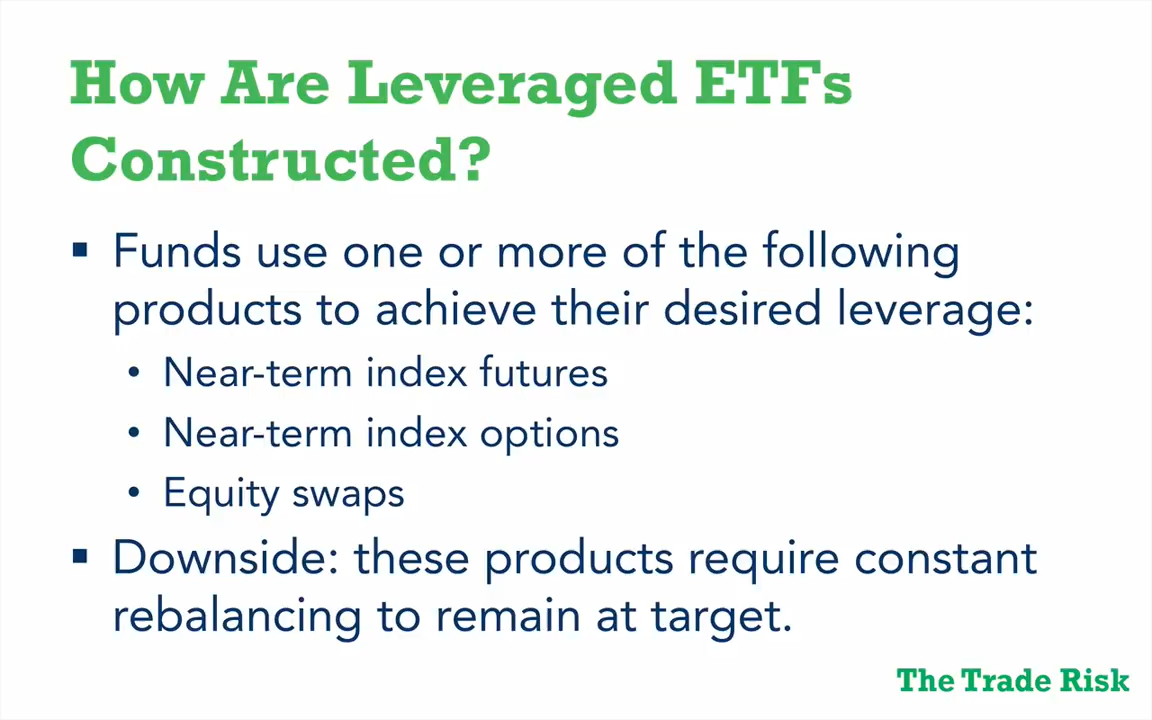 How Are Leveraged ETFs
Constructed?
▪ Funds use one or more of the following
products to achieve their desired leverage:
• Near-term index futures
• Near-term index options
• Equity swaps
▪ Downside: these products require constant
rebalancing to remain at target.
The Trade Risk